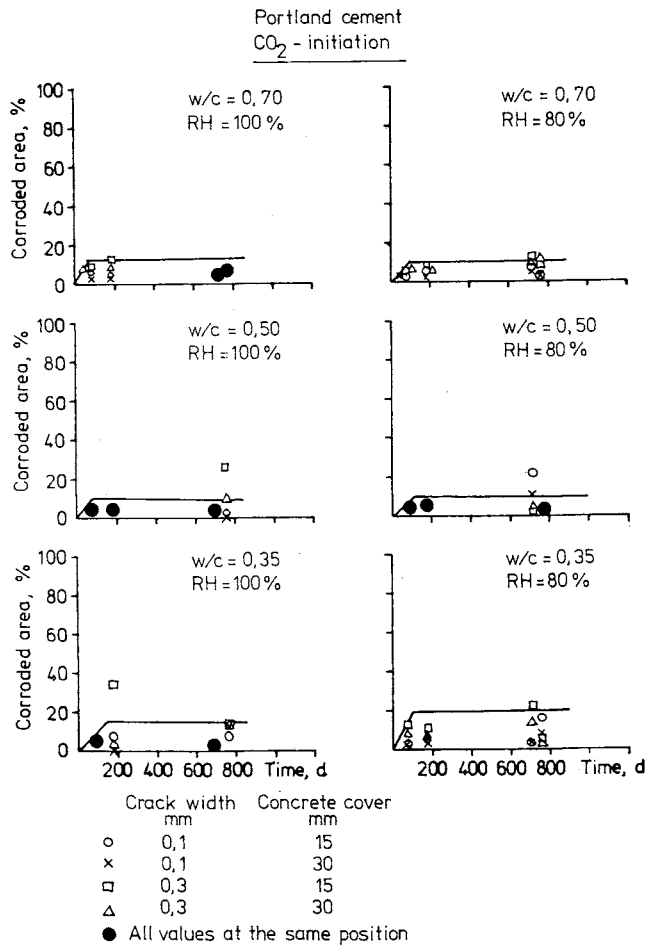 Portland cement
CO2 - initiation
Corroded area, %
100
80
60
40
20
0
w/c = 0,70
RH = 100 %
w/c = 0,70
RH = 80 %
Corroded area, %
100
80
60
40
20
0
w/c = 0,50
RH = 100 %
w/c = 0,50
RH = 80 %
Corroded area, %
100
80
60
40
20
0
w/c = 0,35
RH = 100 %
w/c = 0,35
RH = 80 %
200 400 600 800 Time, d
200 400 600 800 Time, d
Crack width Concrete cover
mm mm
0,1 15
0,1 30
0,3 15
0,3 30
All values at the same position